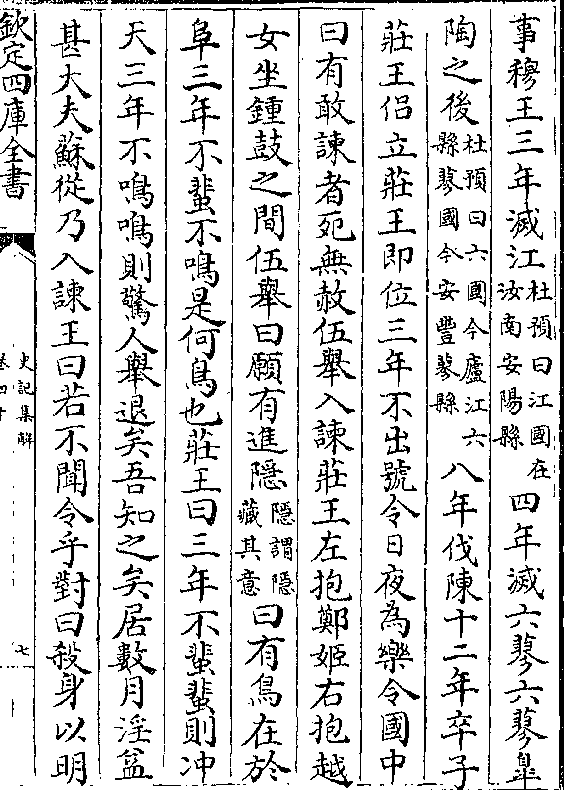 事穆王三年滅江杜預曰江國在汝南安陽縣四年滅六蓼六蓼臯
陶之後杜預曰六國今廬江六縣蓼國今安豐蓼縣八年伐陳十二年卒子
莊王侶立莊王即位三年不出號令日夜為樂令國中
曰有敢諫者死無赦伍舉入諫莊王左抱鄭姬右抱越
女坐鍾鼓之間伍舉曰願有進隱隱謂隱藏其意曰有鳥在於
阜三年不蜚不鳴是何鳥也莊王曰三年不蜚蜚則冲
天三年不鳴鳴則驚人舉退矣吾知之矣居數月淫益
甚大夫蘇從乃入諫王曰若不聞令乎對曰殺身以明
欽定四庫全書
史記集解
卷四十
七